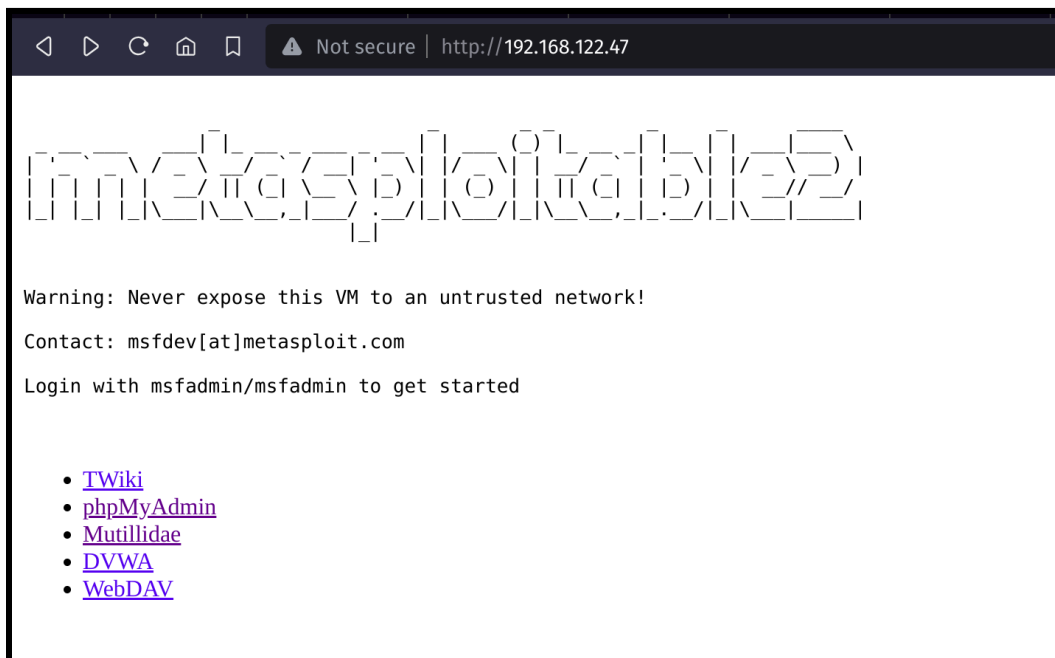 Not secure | http://192.168.122.47
metasploitable2
Warning: Never expose this VM to an untrusted network!
Contact: msfdev[at]metasploit.com
Login with msfadmin/msfadmin to get started
TWiki
phpMyAdmin
Mutillidae
DVWA
WebDAV